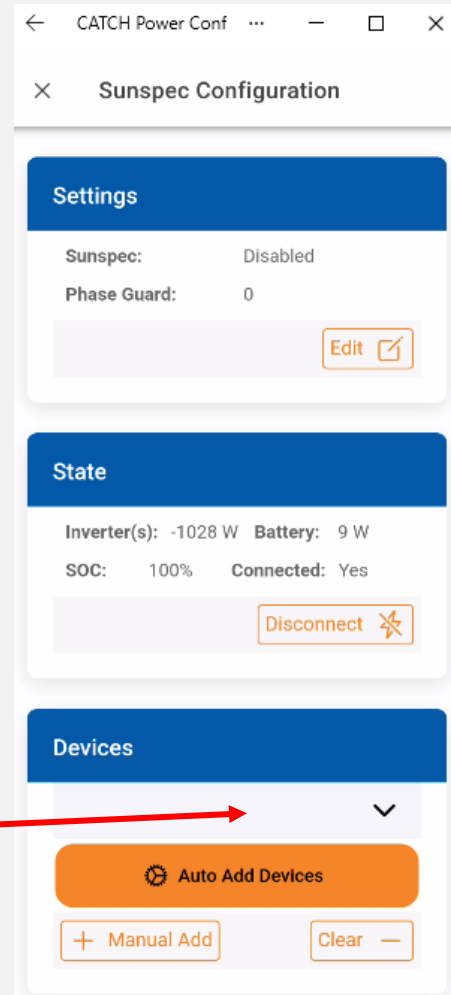 CATCH Power Conf ...
Sunspec Configuration
Settings
Sunspec: Disabled
Phase Guard: 0
Edit
State
Inverter(s): -1028 W Battery: 9 W
SOC: 100% Connected: Yes
Disconnect
Devices
Auto Add Devices
+ Manual Add Clear —